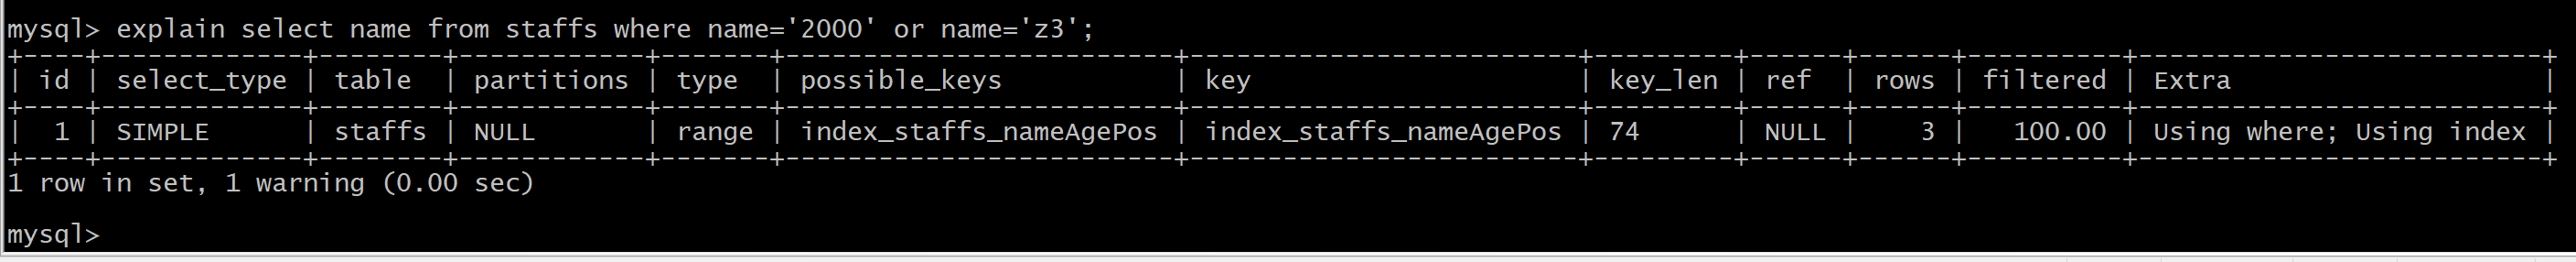 mysql> explain select name from staffs where name='2000' or name='z3';
+----+-------------+--------+------------+-------+-------------------------+-------------------------+---------+------+------+----------+--------------------------+
| id | select_type | table  | partitions | type  | possible_keys           | key                     | key_len | ref  | rows | filtered | Extra                    |
+----+-------------+--------+------------+-------+-------------------------+-------------------------+---------+------+------+----------+--------------------------+
|  1 | SIMPLE      | staffs | NULL       | range | index_staffs_nameAgePos | index_staffs_nameAgePos | 74      | NULL |    3 |   100.00 | Using where; Using index |
+----+-------------+--------+------------+-------+-------------------------+-------------------------+---------+------+------+----------+--------------------------+
1 row in set, 1 warning (0.00 sec)
mysql>